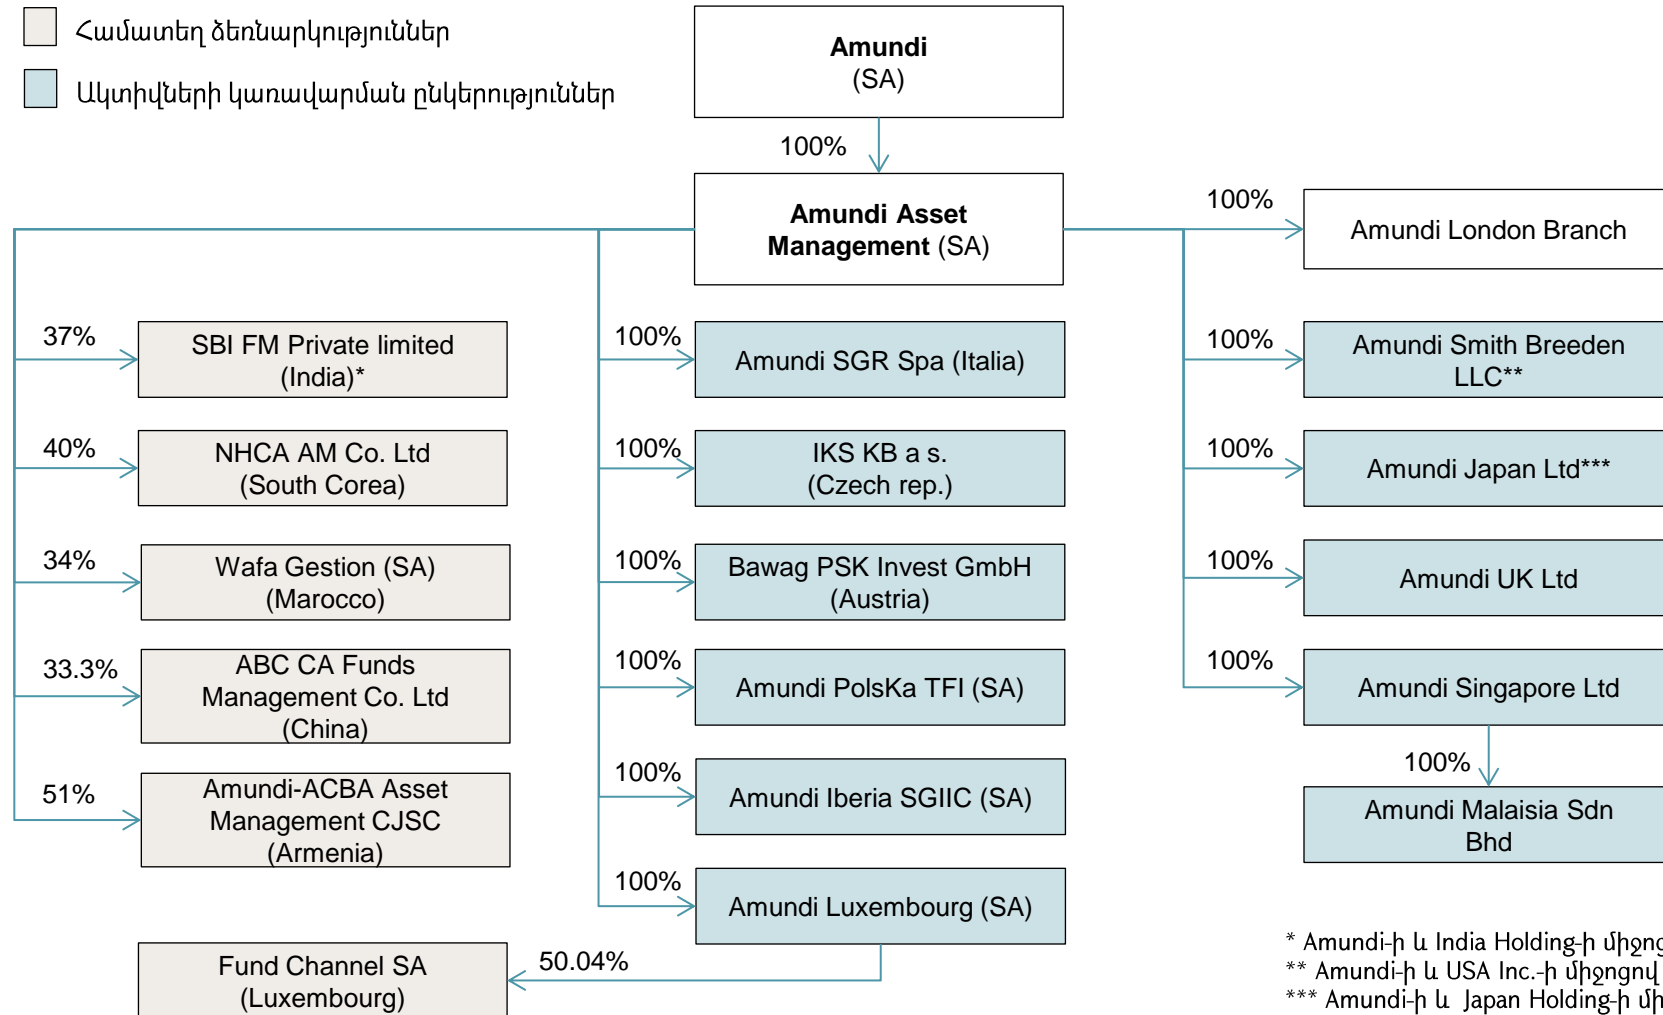 Համատեղ ձեռնարկություններ
Ակտիվների կառավարման ընկերություններ
Amundi
(SA)
100%
Amundi Asset
Management (SA)
100%
Amundi London Branch
37%
SBI FM Private limited
(India)*
100%
Amundi SGR Spa (Italia)
100%
Amundi Smith Breeden
LLC**
40%
NHCA AM Co. Ltd
(South Corea)
100%
IKS KB a s.
(Czech rep.)
100%
Amundi Japan Ltd***
34%
Wafa Gestion (SA)
(Marocco)
100%
Bawag PSK Invest GmbH
(Austria)
100%
Amundi UK Ltd
33.3%
ABC CA Funds
Management Co. Ltd
(China)
100%
Amundi PolsKa TFI (SA)
100%
Amundi Singapore Ltd
51%
Amundi-ACBA Asset
Management CJSC
(Armenia)
100%
Amundi Iberia SGIIC (SA)
100%
Amundi Malaisia Sdn
Bhd
100%
Amundi Luxembourg (SA)
50.04%
Fund Channel SA
(Luxembourg)
* Amundi-ի և India Holding-ի
** Amundi-ի և USA Inc.-ի միջոցով
*** Amundi-ի և Japan Holding-ի